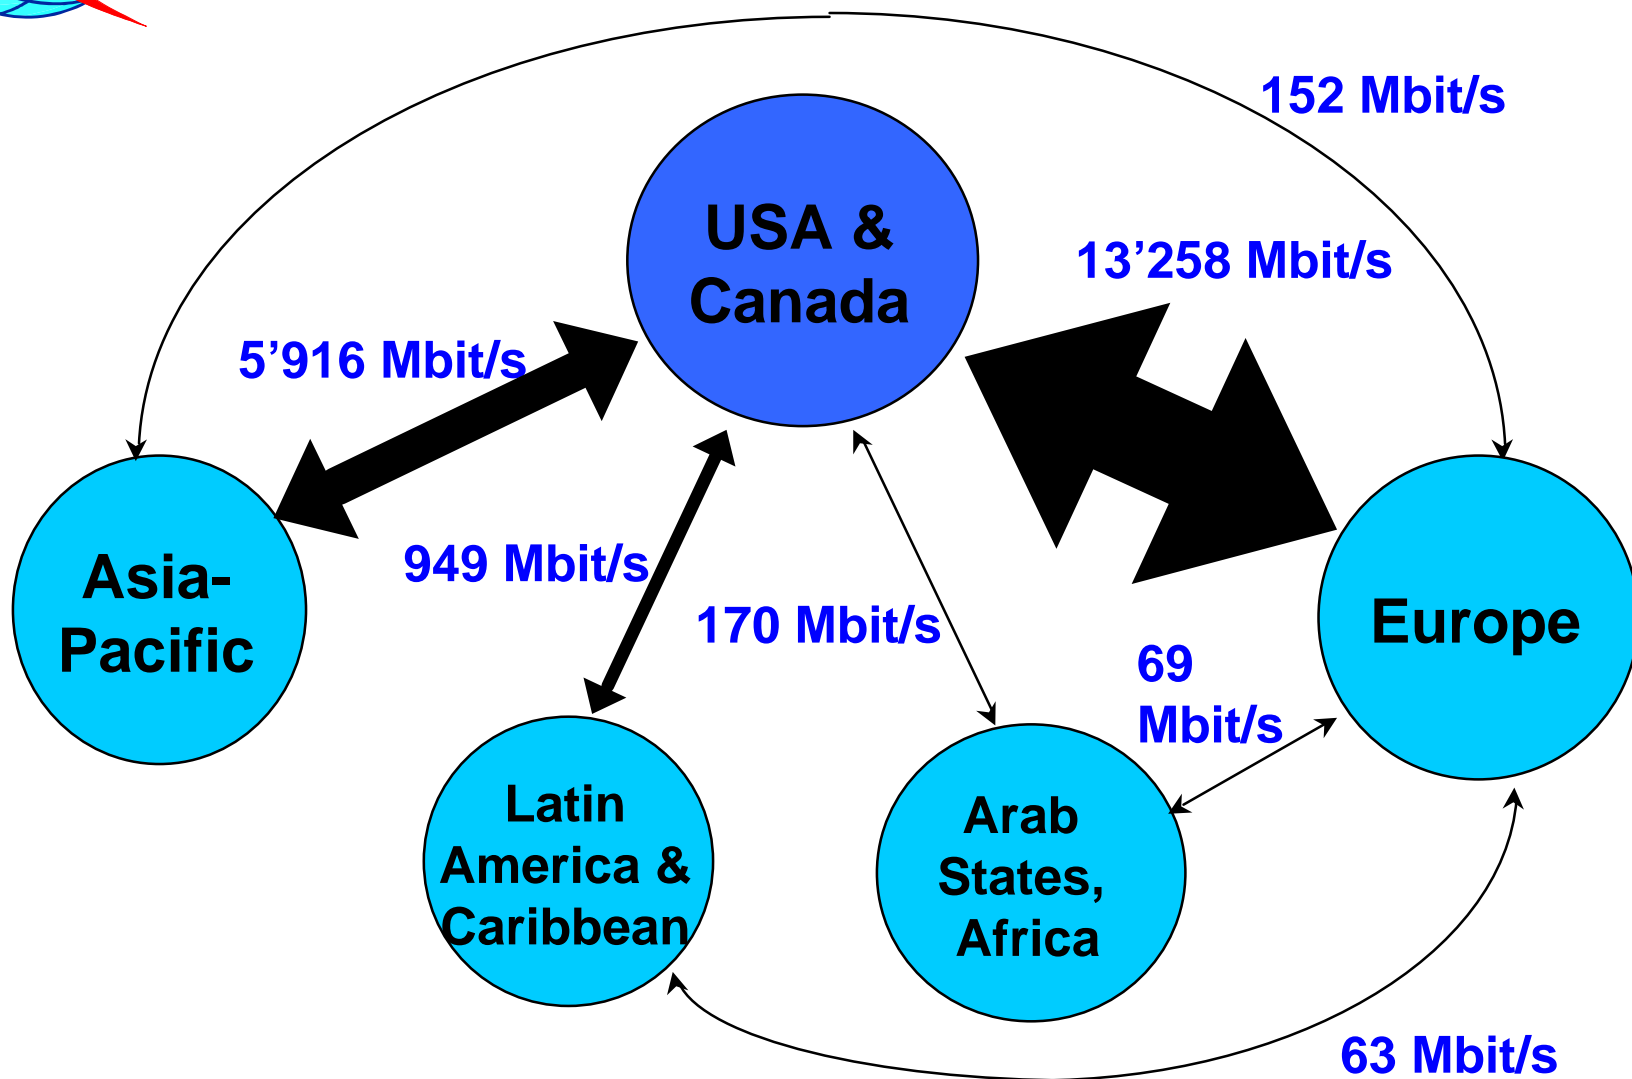 152 Mbit/s
USA &
Canada
13’258 Mbit/s
5’916 Mbit/s
Asia-
Pacific
949 Mbit/s
170 Mbit/s
Europe
69
Mbit/s
Latin
America &
Caribbean
Arab
States,
Africa
63 Mbit/s